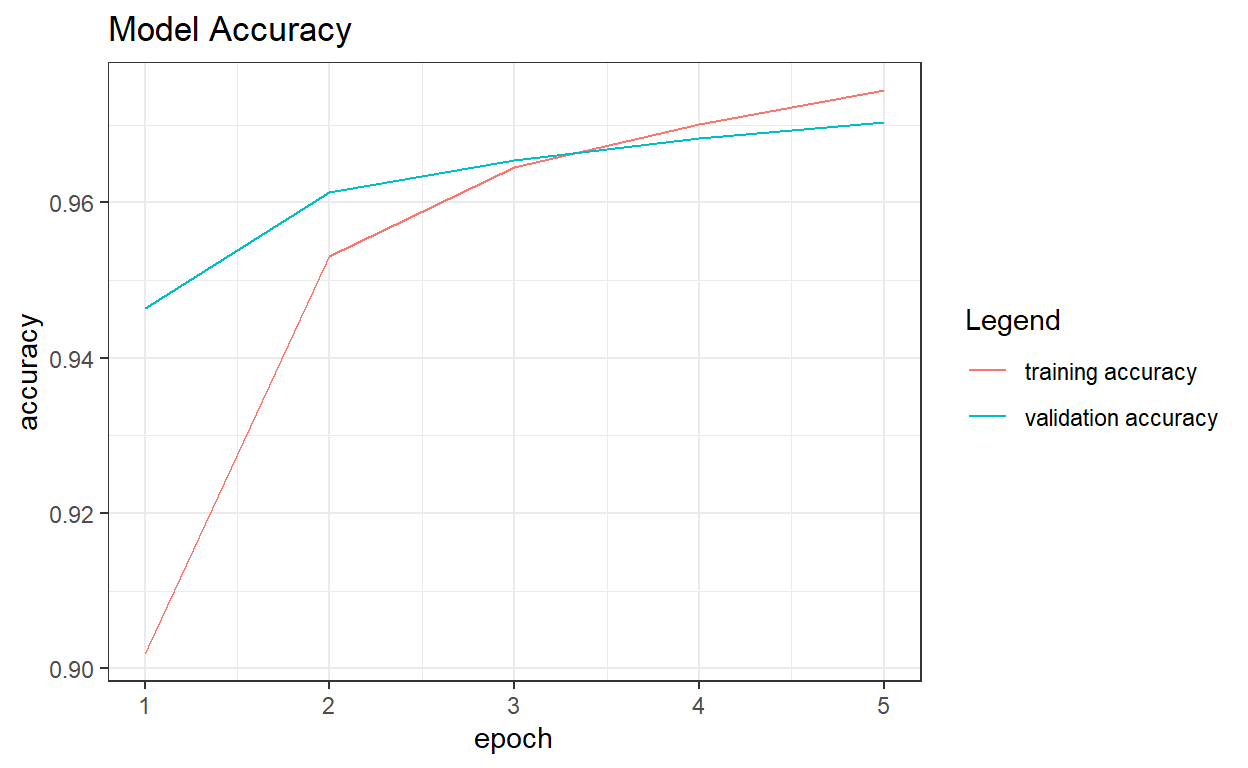 Model Accuracy
0.96
0.94
0.92
0.90
accuracy
1 2 3 4 5
epoch
Legend
training accuracy
validation accuracy